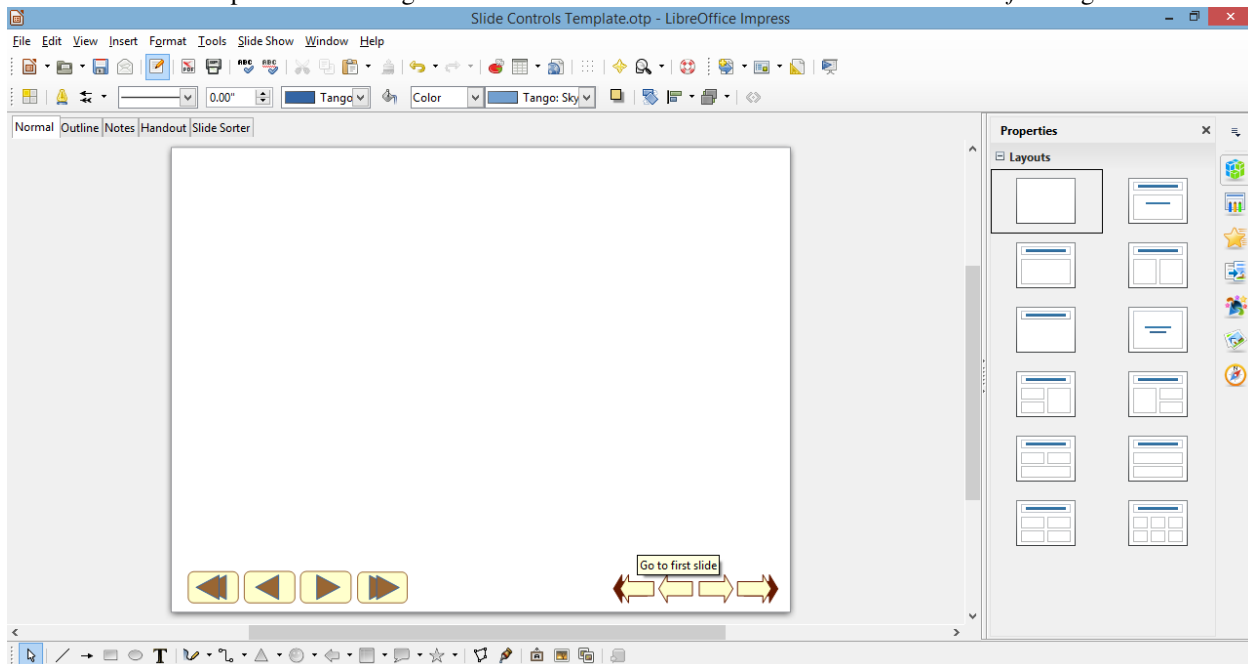 Slide Controls Template.otp - LibreOffice Impress
File Edit View Insert Format Tools Slide Show Window Help
0.00" Tango Color Tango: Sky
Normal Outline Notes Handout Slide Sorter
Properties
Layouts
Go to first slide
T